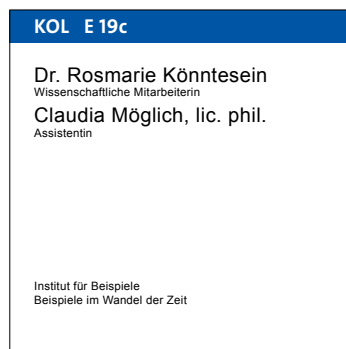 KOL E 19c
Dr. Rosmarie Könntesein
Wissenschaftliche Mitarbeiterin
Claudia Möglich, lic. phil.
Assistentin
Institut für Beispiele
Beispiele im Wandel der Zeit